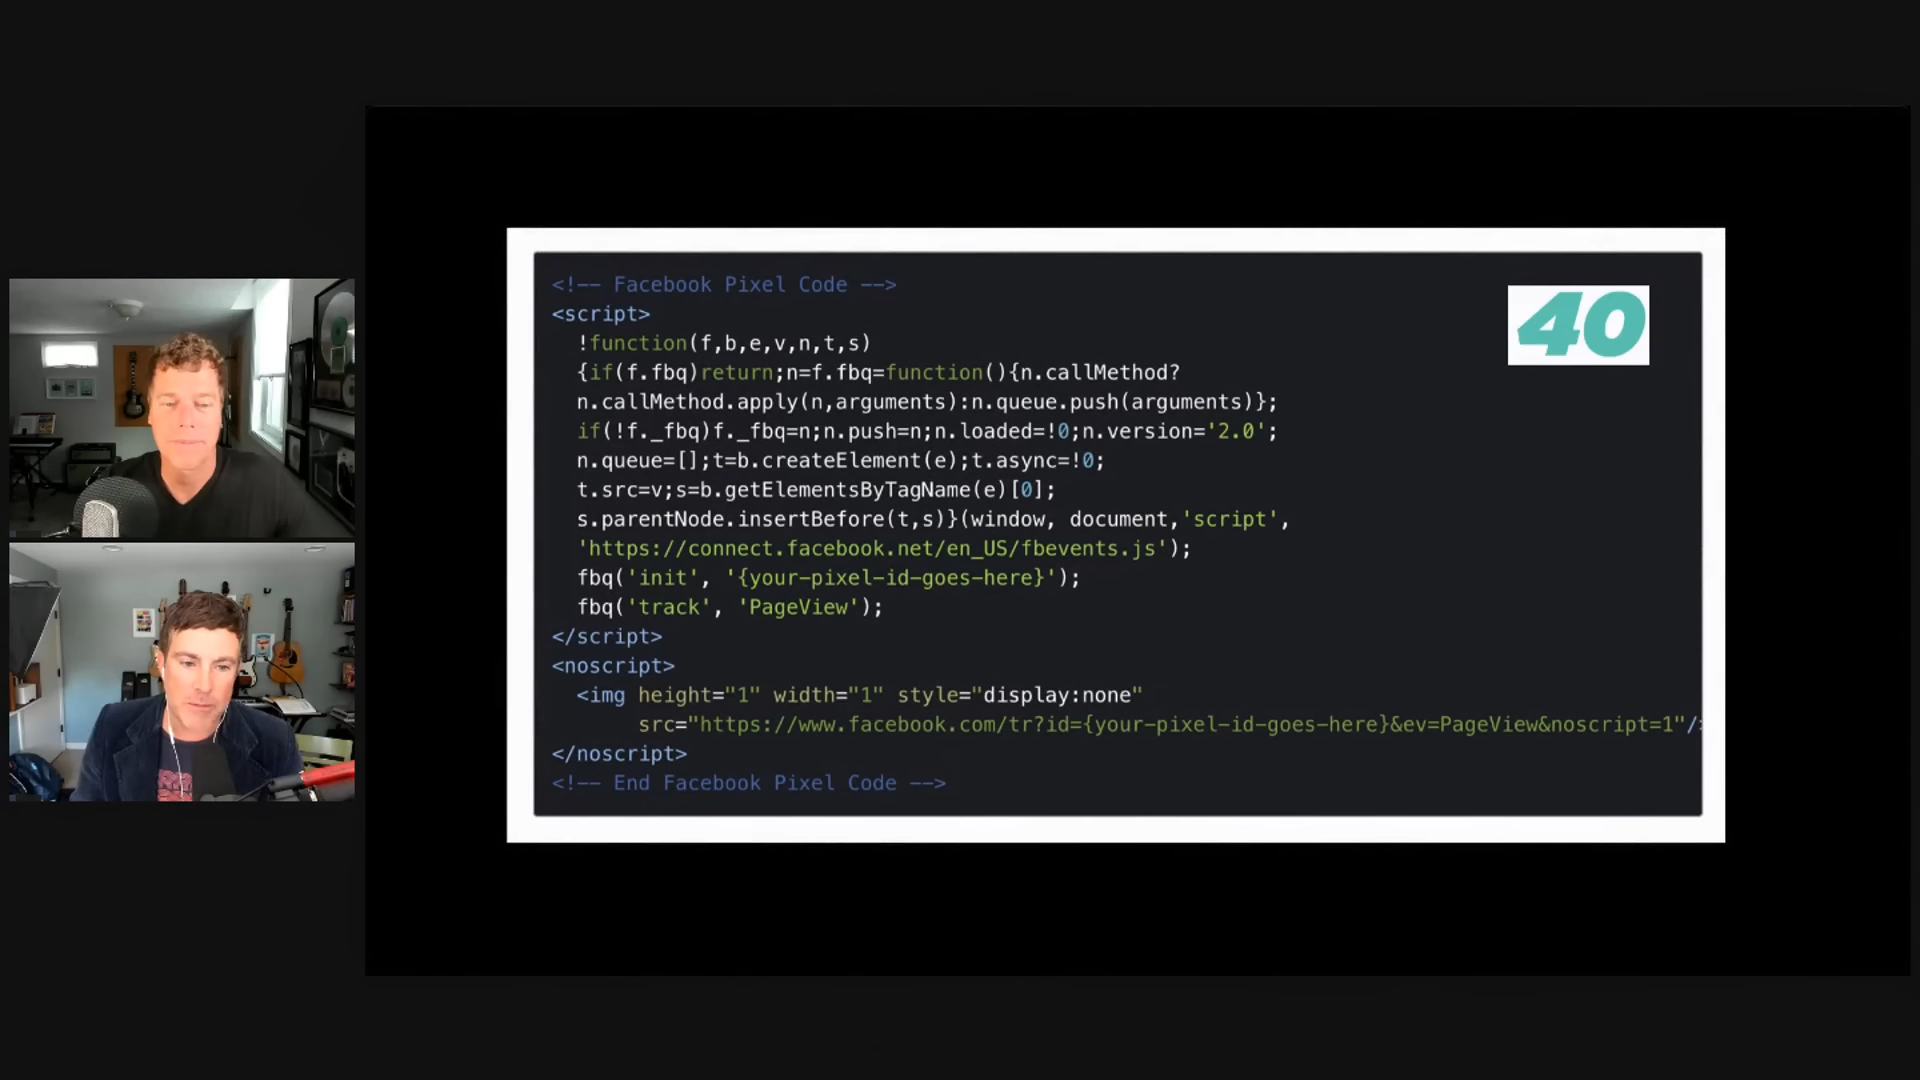 <!-- Facebook Pixel Code -->
40
<script>
!function(f,b,e,v,n,t,s)
{if(f.fbq)return;n=f.fbq=function(){n.callMethod?
n.callMethod.apply(n,arguments):n.queue.push(arguments)};
if(!f._fbq)f._fbq=n;n.push=n;n.loaded=!0;n.version='2.0';
n.queue=[];t=b.createElement(e);t.async=!0;
t.src=v;s=b.getElementsByTagName(e)[0];
s.parentNode.insertBefore(t,s)}(window, document,'script',
'https://connect.facebook.net/en_US/fbevents.js');
fbq('init', '{your-pixel-id-goes-here}');
fbq('track', 'PageView');
</script>
<noscript>
<img height="1" width="1" style="display:none"
src="https://www.facebook.com/tr?id={your-pixel-id-goes-here}&ev=PageView&noscript=1"/>
</noscript>
<!-- End Facebook Pixel Code -->